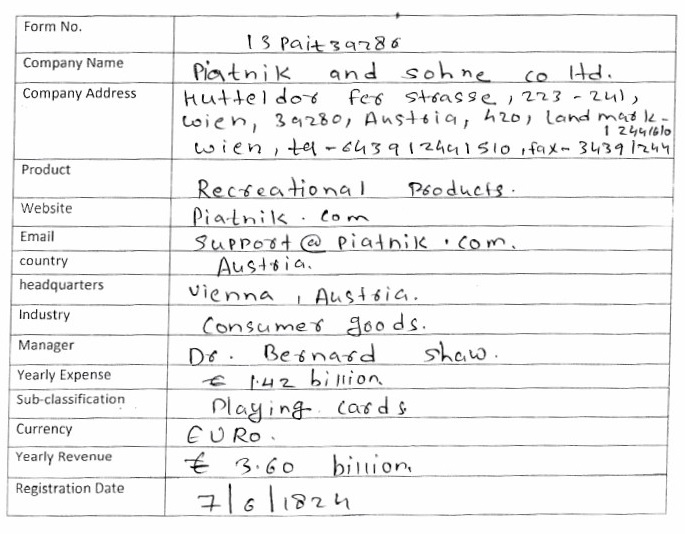 Form No. 13Pait39286
Company Name Piatnik and sohne co ltd.
Company Address Hutteldor fer strasse, 223-241,
wien, 39280, Austria, 420, land mark-
12441610
wien, tel-643912441510, fax-34391244
Product Recreational Products.
Website Piatnik.com
Email support@piatnik.com.
country Austria.
headquarters Vienna, Austria.
Industry Consumer goods.
Manager Dr. Bernard shaw.
Yearly Expense € 1.42 billion
Sub-classification Playing cards
Currency EURO.
Yearly Revenue € 3.60 billion.
Registration Date 7/6/1824